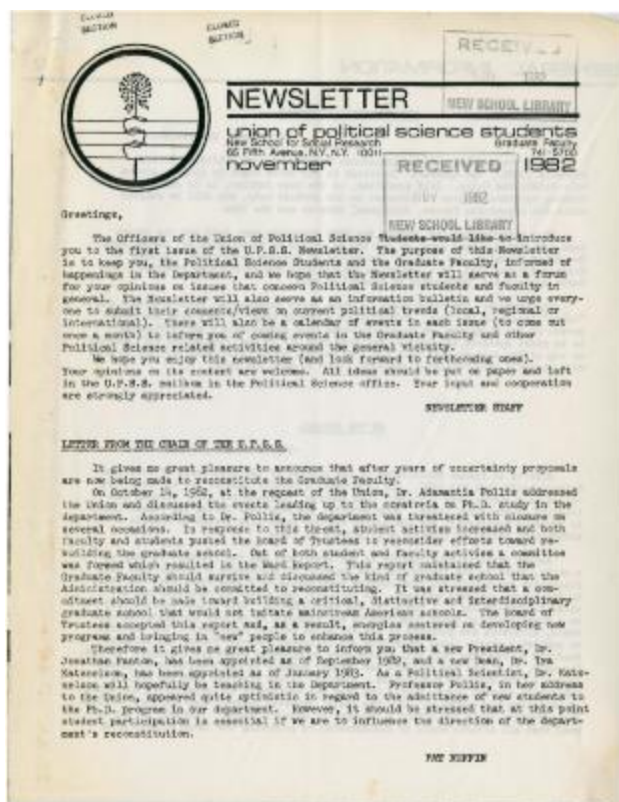 CLOSED
SECTION
CLOSED
SECTION
RECEIVED
1982
NEW SCHOOL LIBRARY
NEWSLETTER
union of political science students
New School for Social Research Graduate Faculty
65 Fifth Avenue, N.Y., N.Y. 10011 741 5700
november 1982
RECEIVED
NOV 1982
NEW SCHOOL LIBRARY
Greetings,
The Officers of the Union of Political Science Students would like to introduce
you to the first issue of the U.P.S.S. Newsletter. The purpose of this Newsletter
is to keep you, the Political Science Students and the Graduate Faculty, informed of
happenings in the Department, and we hope that the Newsletter will serve as a forum
for your opinions on issues that concern Political Science students and faculty in
general. The Newsletter will also serve as an information bulletin and we urge every-
one to submit their comments/views on current political trends (local, regional or
international). There will also be a calendar of events in each issue (to come out
once a month) to inform you of coming events in the Graduate Faculty and other
Political Science related activities around the general vicinity.
We hope you enjoy this newsletter (and look forward to forthcoming ones).
Your opinions on its content are welcome. All ideas should be put on paper and left
in the U.P.S.S. mailbox in the Political Science office. Your input and cooperation
are strongly appreciated.
NEWSLETTER STAFF
LETTER FROM THE CHAIR OF THE U.P.S.S.
It gives me great pleasure to announce that after years of uncertainty proposals
are now being made to reconstitute the Graduate Faculty.
On October 14, 1982, at the request of the Union, Dr. Adamantia Pollis addressed
the Union and discussed the events leading up to the moratoria on Ph.D. study in the
department. According to Dr. Pollis, the department was threatened with closure on
several occasions. In response to this threat, student activism increased and both
faculty and students pushed the Board of Trustees to reconsider efforts toward re-
building the graduate school. Out of both student and faculty activism a committee
was formed which resulted in the Ward Report. This report maintained that the
Graduate Faculty should survive and discussed the kind of graduate school that the
Administration should be committed to reconstituting. It was stressed that a com-
mitment should be made toward building a critical, distinctive and interdisciplinary
graduate school that would not imitate mainstream American schools. The Board of
Trustees accepted this report and, as a result, energies centered on developing new
programs and bringing in "new" people to enhance this process.
Therefore it gives me great pleasure to inform you that a new President, Dr.
Jonathan Fanton, has been appointed as of September 1982, and a new Dean, Dr. Ira
Katznelson, has been appointed as of January 1983. As a Political Scientist, Dr. Katz-
nelson will hopefully be teaching in the Department. Professor Pollis, in her address
to the Union, appeared quite optimistic in regard to the admittance of new students to
the Ph.D. program in our department. However, it should be stressed that at this point
student participation is essential if we are to influence the direction of the depart-
ment's reconstitution.
PAT